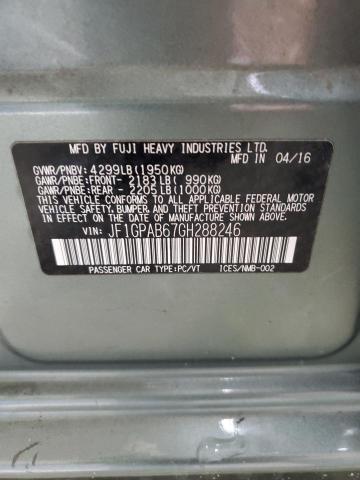 MFD BY FUJI HEAVY INDUSTRIES LTD.
MFD IN 04/16
GVWR/PNBV: 4299LB(1950KG)
GAWR/PNBE:FRONT- 2183LB( 990KG)
GAWR/PNBE:REAR - 2205LB(1000KG)
THIS VEHICLE CONFORMS TO ALL APPLICABLE FEDERAL MOTOR
VEHICLE SAFETY, BUMPER, AND THEFT PREVENTION STANDARDS
IN EFFECT ON THE DATE OF MANUFACTURE SHOWN ABOVE.
VIN: JF1GPAB67GH288246
PASSENGER CAR TYPE:PC/VT ICES/NMB-002